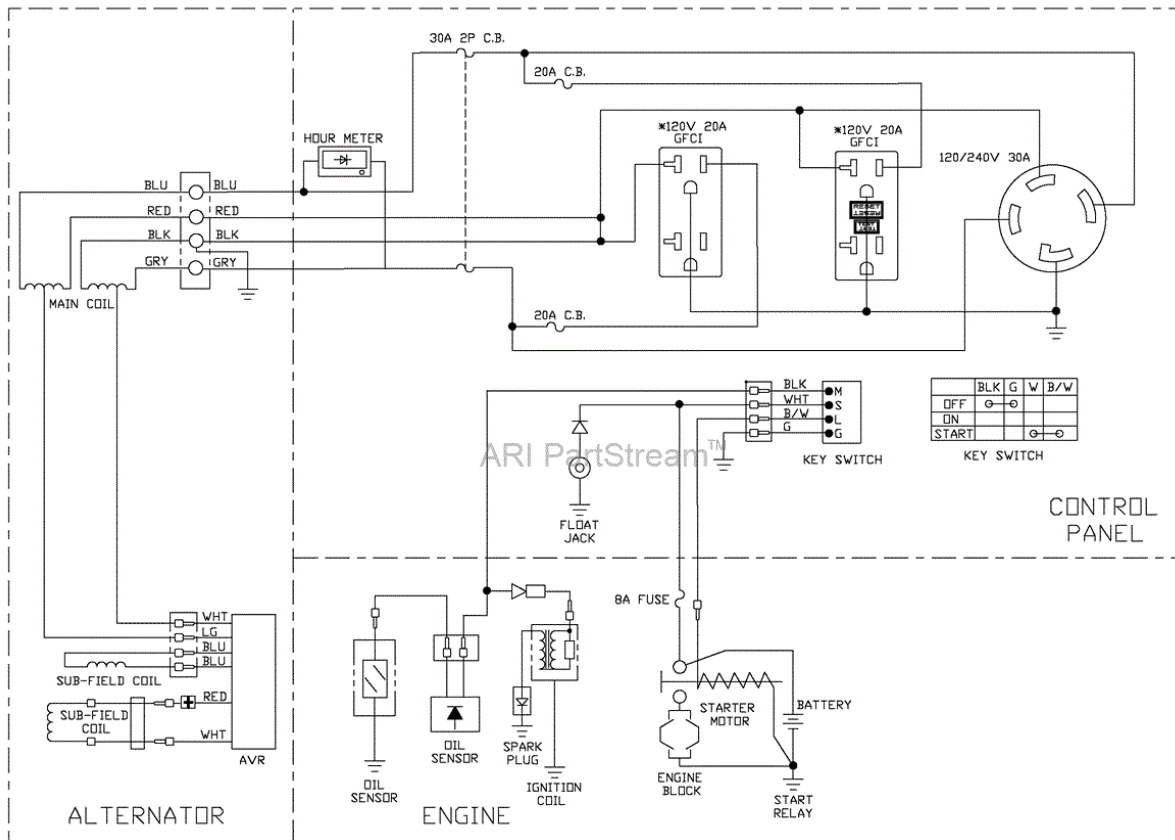 30A 2P C.B.
20A C.B.
HOUR METER
*120V 20A
GFCI
*120V 20A
GFCI
120/240V 30A
RESET
TEST
BLU BLU
RED RED
BLK BLK
GRY GRY
MAIN COIL
20A C.B.
BLK M
WHT S
B/W L
G G
KEY SWITCH
BLK G W B/W
OFF
ON
START
KEY SWITCH
ARI PartStream™
FLOAT
JACK
CONTROL
PANEL
8A FUSE
WHT
LG
BLU
BLU
SUB-FIELD COIL
RED
SUB-FIELD
COIL
WHT
AVR
OIL
SENSOR
OIL
SENSOR
SPARK
PLUG
IGNITION
COIL
STARTER
MOTOR
BATTERY
ENGINE
BLOCK
START
RELAY
ALTERNATOR
ENGINE